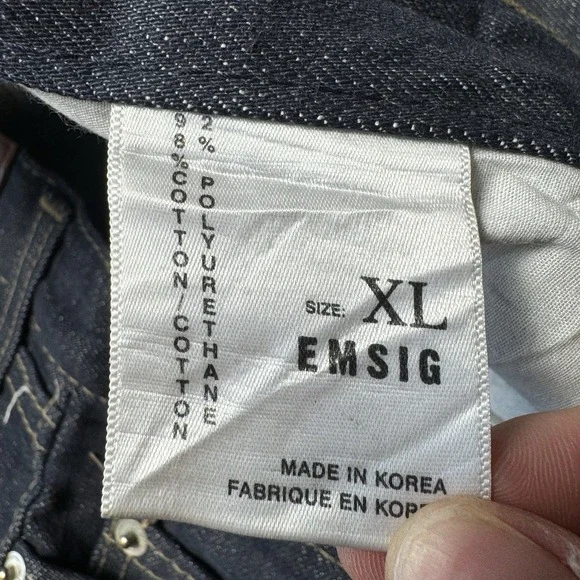 98% COTTON/COTTON
2% POLYURETHANE
SIZE: XL
EMSIG
MADE IN KOREA
FABRIQUE EN